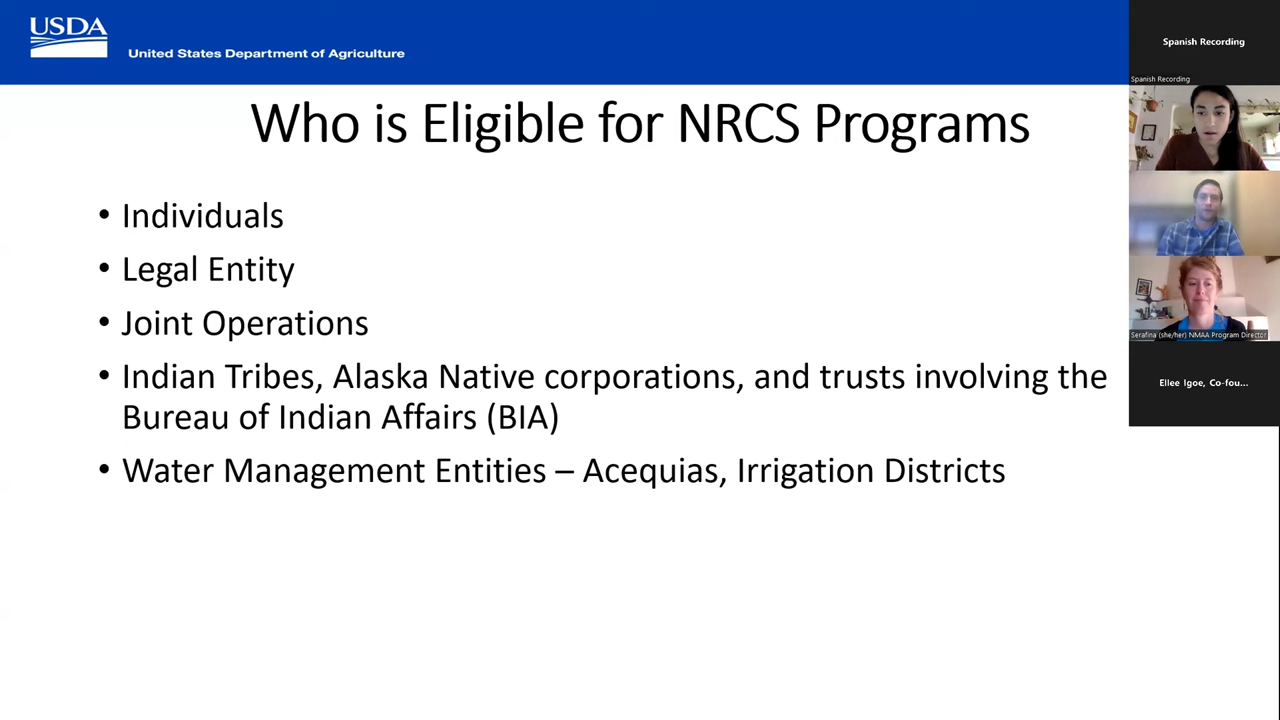 USDA
United States Department of Agriculture
Who is Eligible for NRCS Programs
• Individuals
• Legal Entity
• Joint Operations
• Indian Tribes, Alaska Native corporations, and trusts involving the
Bureau of Indian Affairs (BIA)
• Water Management Entities – Acequias, Irrigation Districts
Spanish Recording
Spanish Recording
Serafina (she/her) NMAA Program Director
Ellee Igoe, Co-fou...